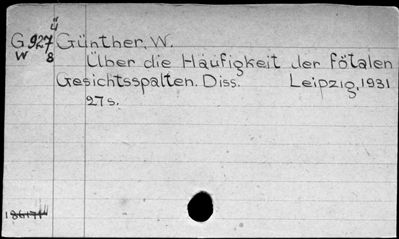 ü
G 927 Günther, W.
W 8
Über die Häufigkeit der fötalen
Gesichtsspalten. Diss. Leipzig, 1931
27 s.